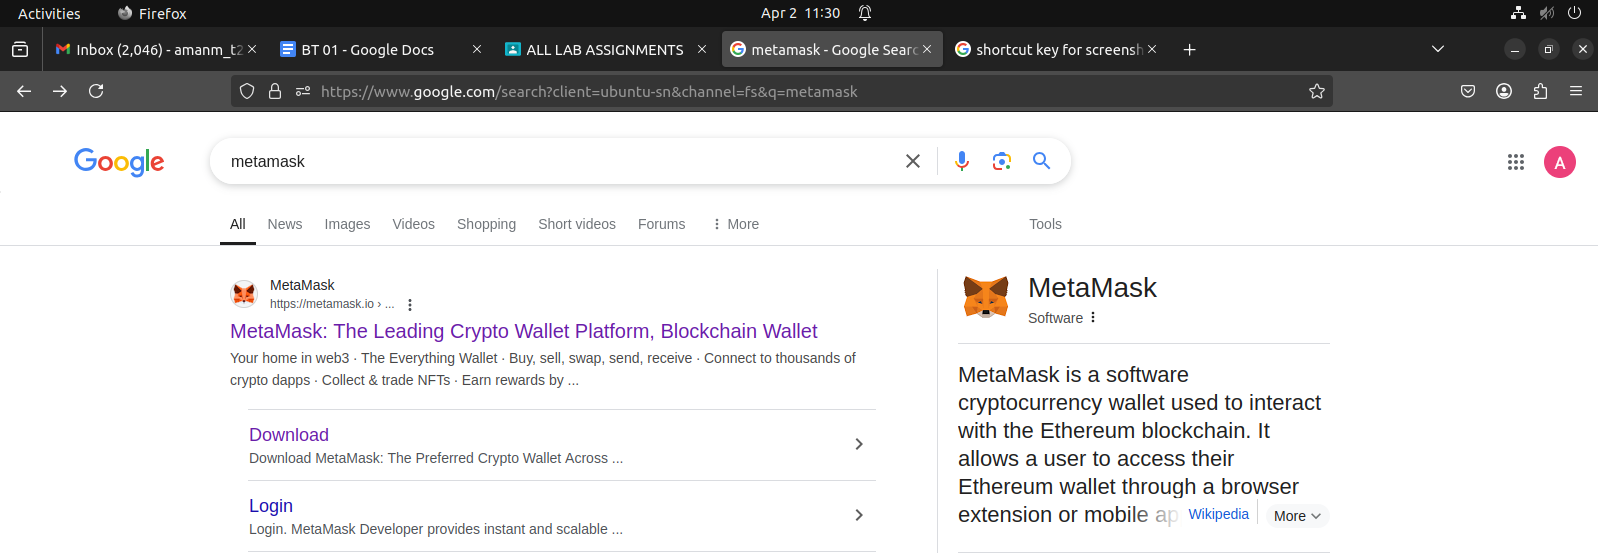 Activities Firefox Apr 2 11:30
Inbox (2,046) - amanm_t2 BT 01 - Google Docs ALL LAB ASSIGNMENTS metamask - Google Searc shortcut key for screensh
https://www.google.com/search?client=ubuntu-sn&channel=fs&q=metamask
Google metamask A
All News Images Videos Shopping Short videos Forums More Tools
MetaMask
https://metamask.io › ...
MetaMask: The Leading Crypto Wallet Platform, Blockchain Wallet
Your home in web3 · The Everything Wallet · Buy, sell, swap, send, receive · Connect to thousands of
crypto dapps · Collect & trade NFTs · Earn rewards by ...
Download
Download MetaMask: The Preferred Crypto Wallet Across ...
Login
Login. MetaMask Developer provides instant and scalable ...
MetaMask
Software
MetaMask is a software
cryptocurrency wallet used to interact
with the Ethereum blockchain. It
allows a user to access their
Ethereum wallet through a browser
extension or mobile ap Wikipedia More